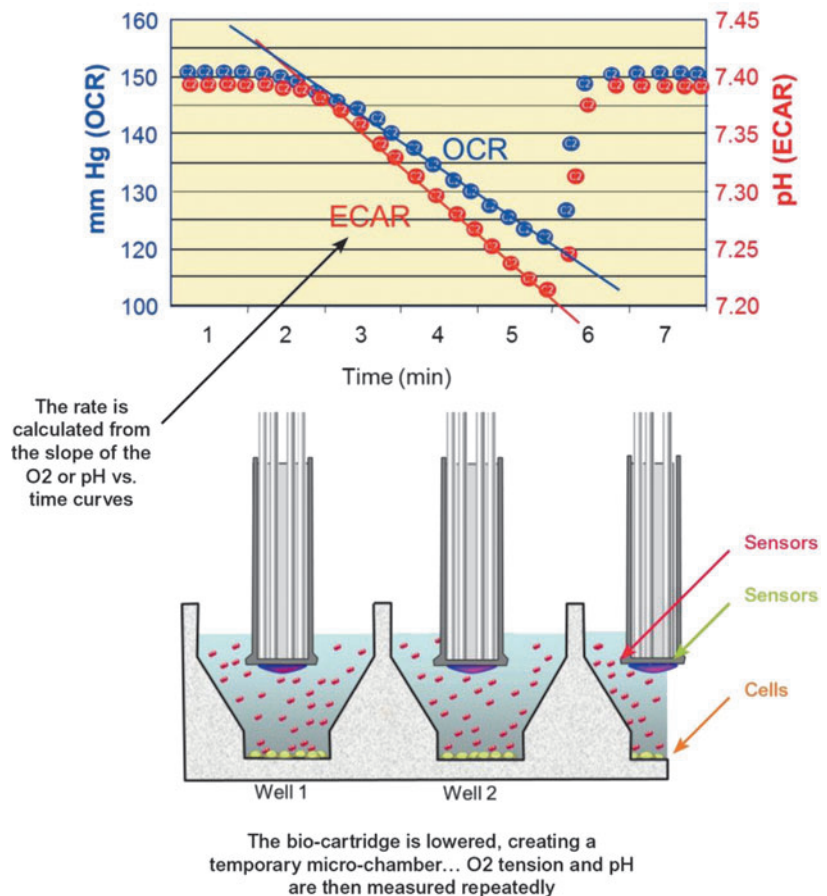 160
150
140
130
120
100
mm Hg (OCR)
7.45
7.40
7.35
7.30
7.25
7.20
pH (ECAR)
OCR
ECAR
1 2 3 4 5 6 7
Time (min)
The rate is
calculated from
the slope of the
O2 or pH vs.
time curves
Sensors
Sensors
Cells
Well 1 Well 2
The bio-cartridge is lowered, creating a
temporary micro-chamber... O2 tension and pH
are then measured repeatedly